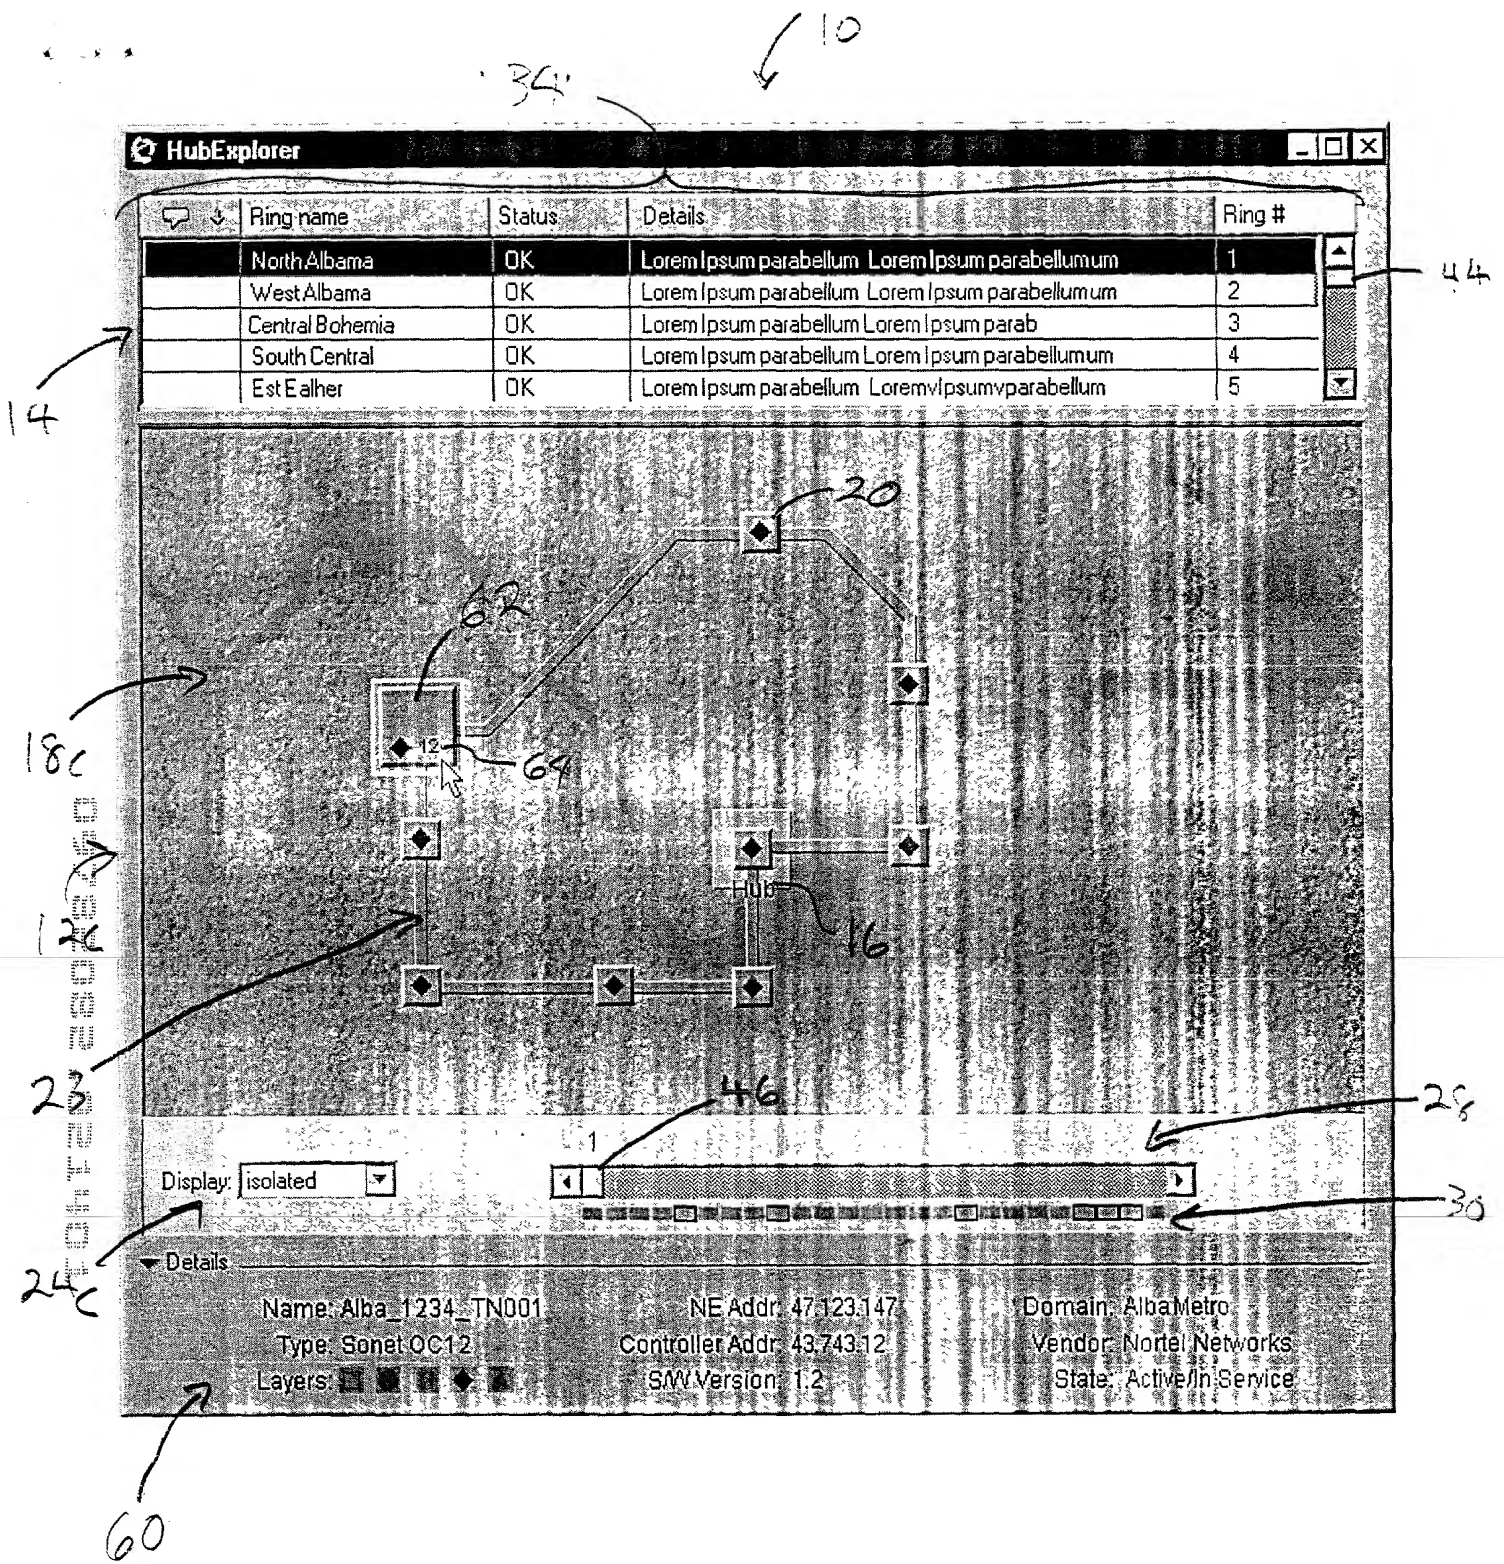 10
34
HubExplorer
Ring name Status Details Ring #
North Albama OK Lorem Ipsum parabellum Lorem Ipsum parabellumum 1
44
West Albama OK Lorem Ipsum parabellum Lorem Ipsum parabellumum 2
Central Bohemia OK Lorem Ipsum parabellum Lorem Ipsum parab 3
South Central OK Lorem Ipsum parabellum Lorem Ipsum parabellumum 4
Est Ealher OK Lorem Ipsum parabellum LoremvIpsumvparabellum 5
14
20
62
18c
12
64
Hub
12c
16
23
46
28
1
Display: isolated
30
24c
Details
Name: Alba_1234_TN001 NE Addr: 47.123.147 Domain: AlbaMetro
Type: Sonet OC12 Controller Addr: 43.743.12 Vendor: Nortel Networks
Layers: S/W Version: 1.2 State: Active/In Service
60